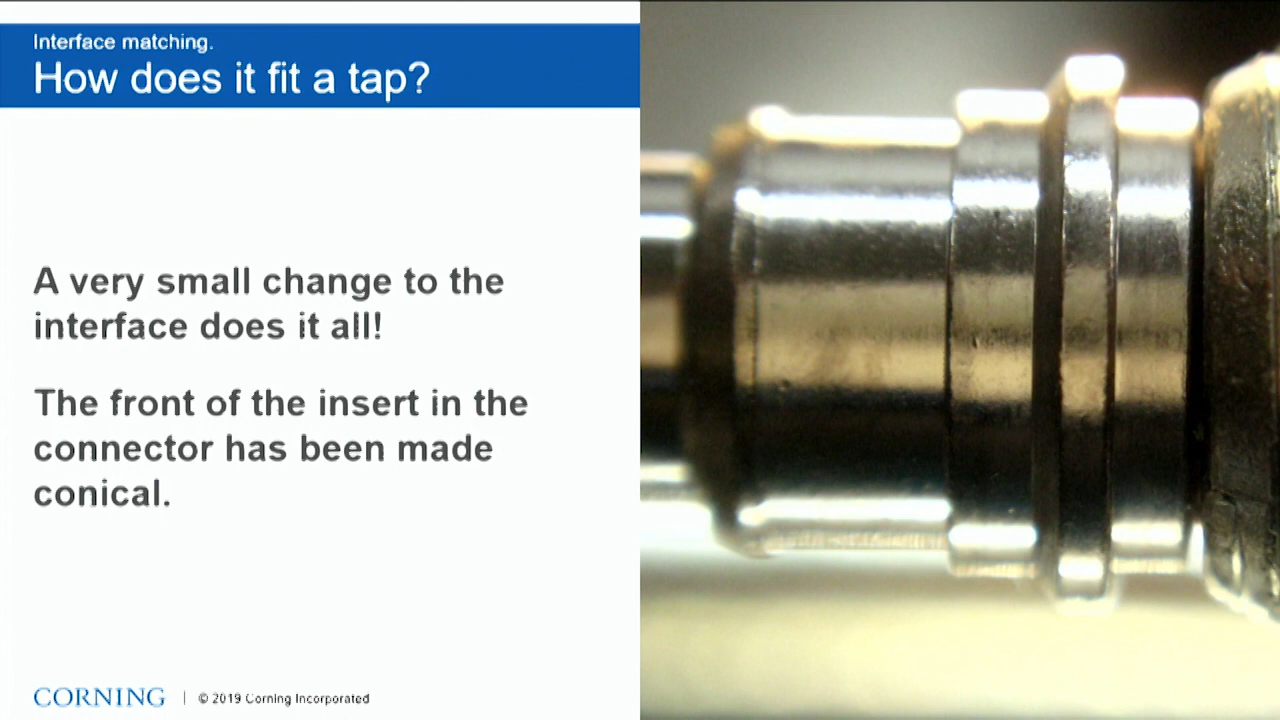 Interface matching.
How does it fit a tap?
A very small change to the
interface does it all!
The front of the insert in the
connector has been made
conical.
CORNING | © 2019 Corning Incorporated